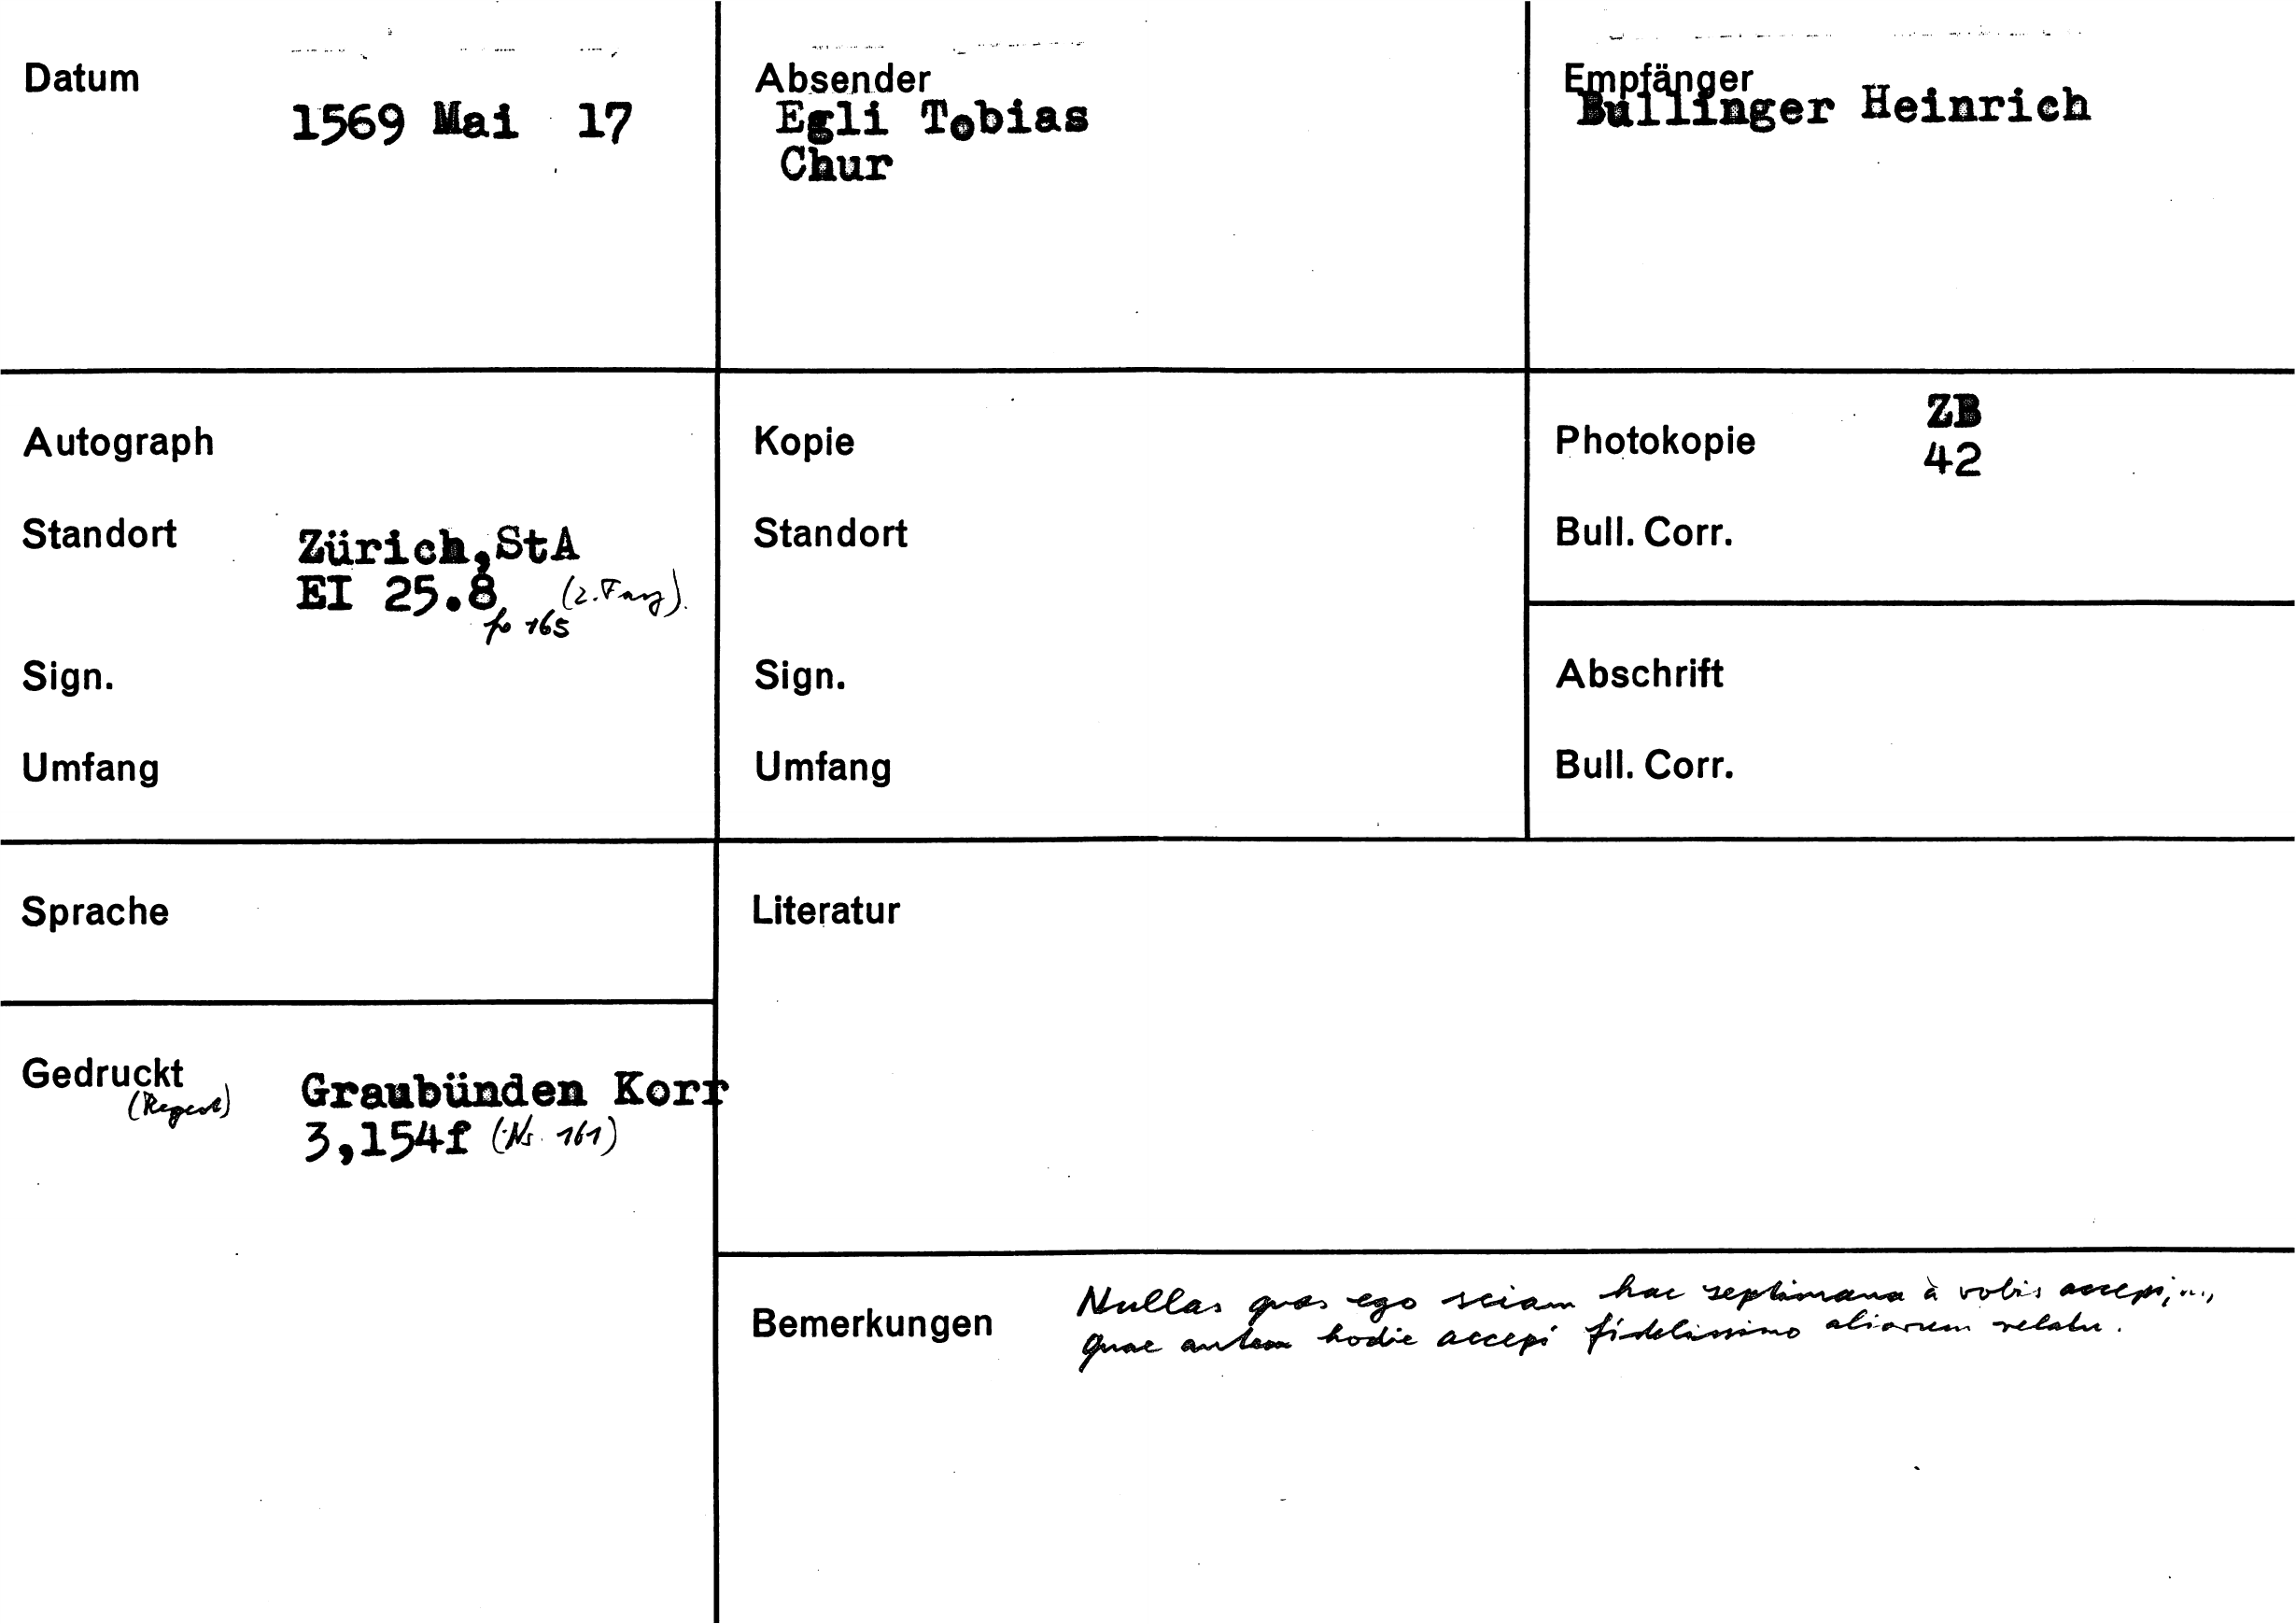 Datum
1569 Mai 17
Absender
Egli Tobias
Chur
Empfänger
Bullinger Heinrich
Autograph
Standort
Zürich,StA
EI 25.8 (2. Fasz).
fo 165
Sign.
Umfang
Kopie
Standort
Sign.
Umfang
Photokopie
ZB
42
Bull. Corr.
Abschrift
Bull. Corr.
Sprache
Gedruckt
(Regest)
Graubünden Korr
3,154f (Nr. 161)
Literatur
Bemerkungen
Nullas quas ego sciam hac septimana à vobis accepi,...,
quae autem hodie accepi fidelissimo aliorum relatu.